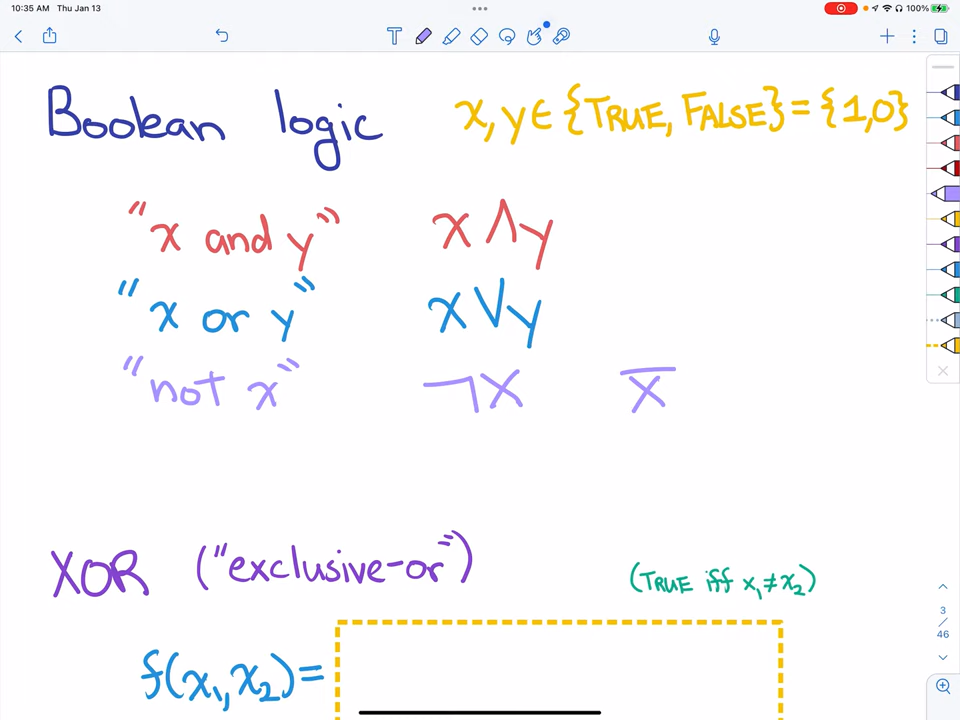 10:35 AM Thu Jan 13
100%
T
Boolean logic x, y ∈ {TRUE, FALSE} = {1,0}
"x and y" x ∧ y
"x or y" x ∨ y
"not x" ¬x x̅
XOR ("exclusive-or")
(TRUE iff x₁≠x₂)
f(x₁,x₂)=
3
/
46